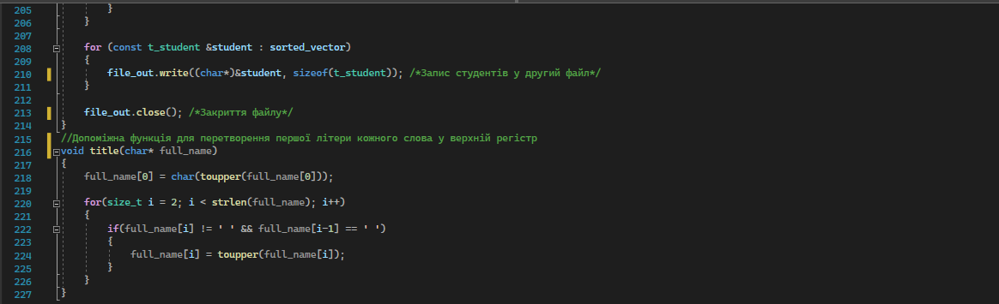 205 }
206 }
207
208 for (const t_student &student : sorted_vector)
209 {
210 file_out.write((char*)&student, sizeof(t_student)); /*Запис студентів у другий файл*/
211 }
212
213 file_out.close(); /*Закриття файлу*/
214 }
215 //Допоміжна функція для перетворення першої літери кожного слова у верхній регістр
216 void title(char* full_name)
217 {
218 full_name[0] = char(toupper(full_name[0]));
219
220 for(size_t i = 2; i < strlen(full_name); i++)
221 {
222 if(full_name[i] != ' ' && full_name[i-1] == ' ')
223 {
224 full_name[i] = toupper(full_name[i]);
225 }
226 }
227 }